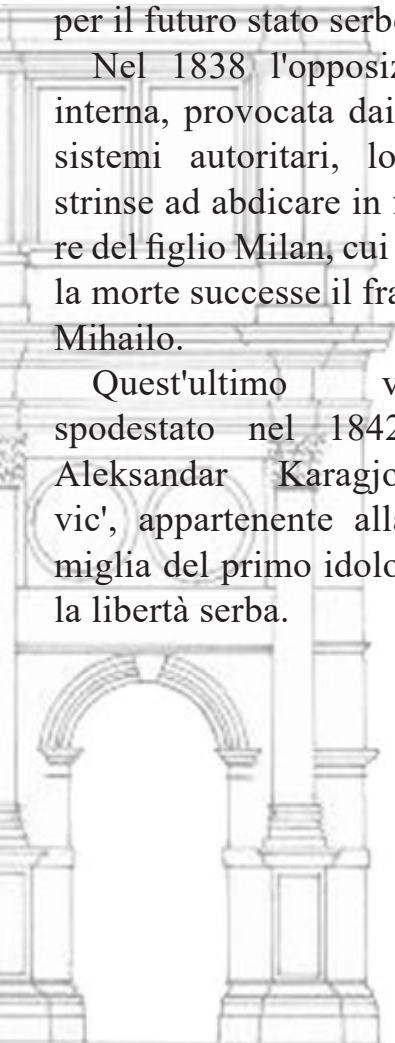 per il futuro stato serbo
Nel 1838 l'opposiz
interna, provocata dai
sistemi autoritari, lo
strinse ad abdicare in f
re del figlio Milan, cui
la morte successe il fra
Mihailo.
Quest'ultimo v
spodestato nel 1842
Aleksandar Karagjo
vic', appartenente alla
miglia del primo idolo
la libertà serba.